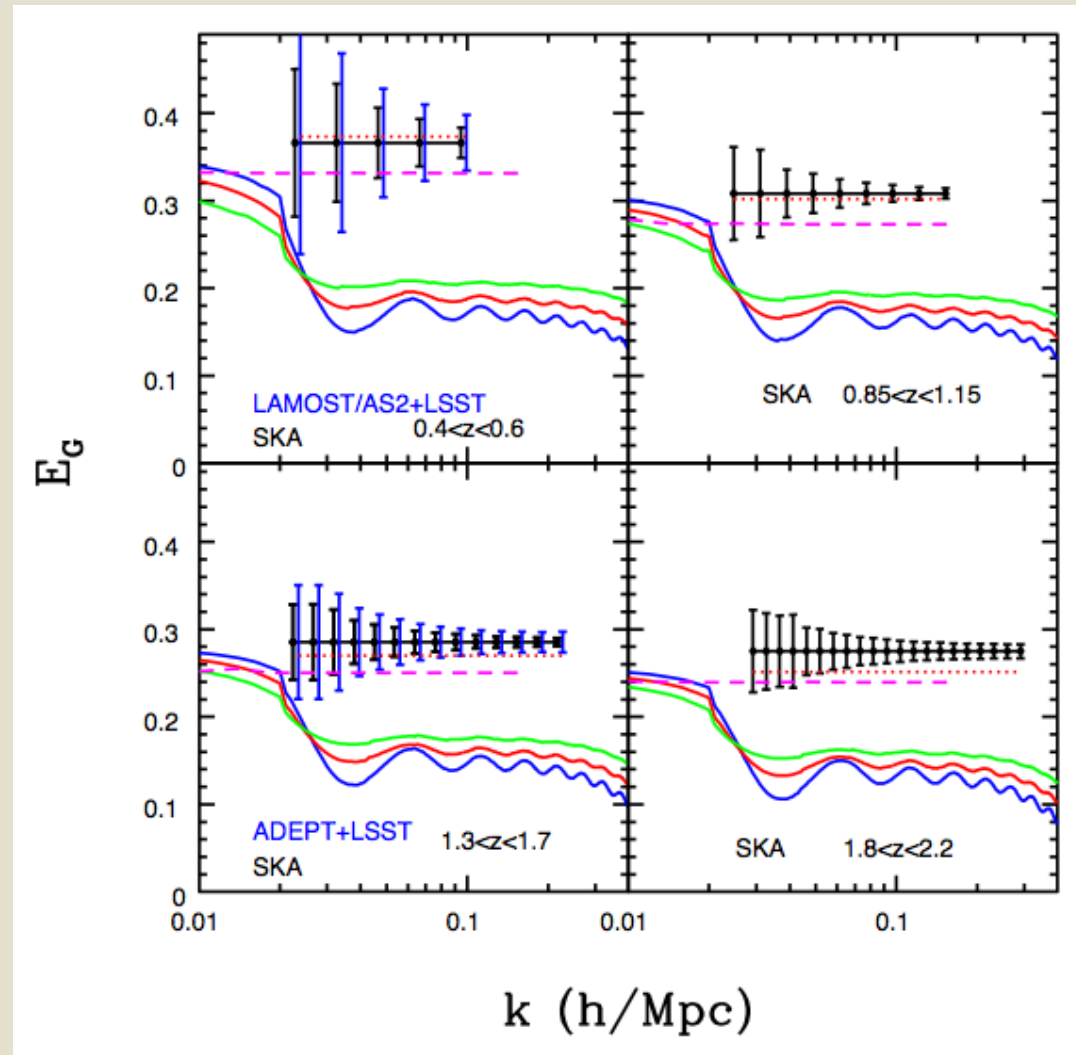 0.4
0.3
0.2
0.1
0
LAMOST/AS2+LSST
SKA 0.4<z<0.6
SKA 0.85<z<1.15
E_G
0.4
0.3
0.2
0.1
0
ADEPT+LSST
SKA 1.3<z<1.7
SKA 1.8<z<2.2
0.01 0.1 0.01 0.1
k (h/Mpc)